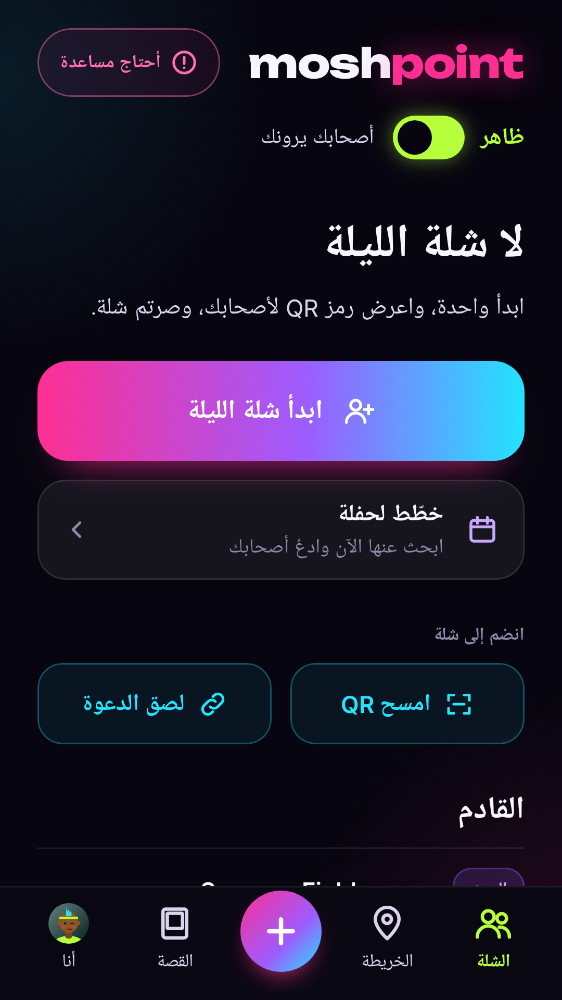 moshpoint
أحتاج مساعدة
ظاهر
أصحابك يرونك
لا شلة الليلة
ابدأ واحدة، واعرض رمز QR لأصحابك، وصرتم شلة.
ابدأ شلة الليلة
خطّط لحفلة
ابحث عنها الآن وادعُ أصحابك
انضم إلى شلة
امسح QR
لصق الدعوة
القادم
الشلة
الخريطة
القصة
أنا